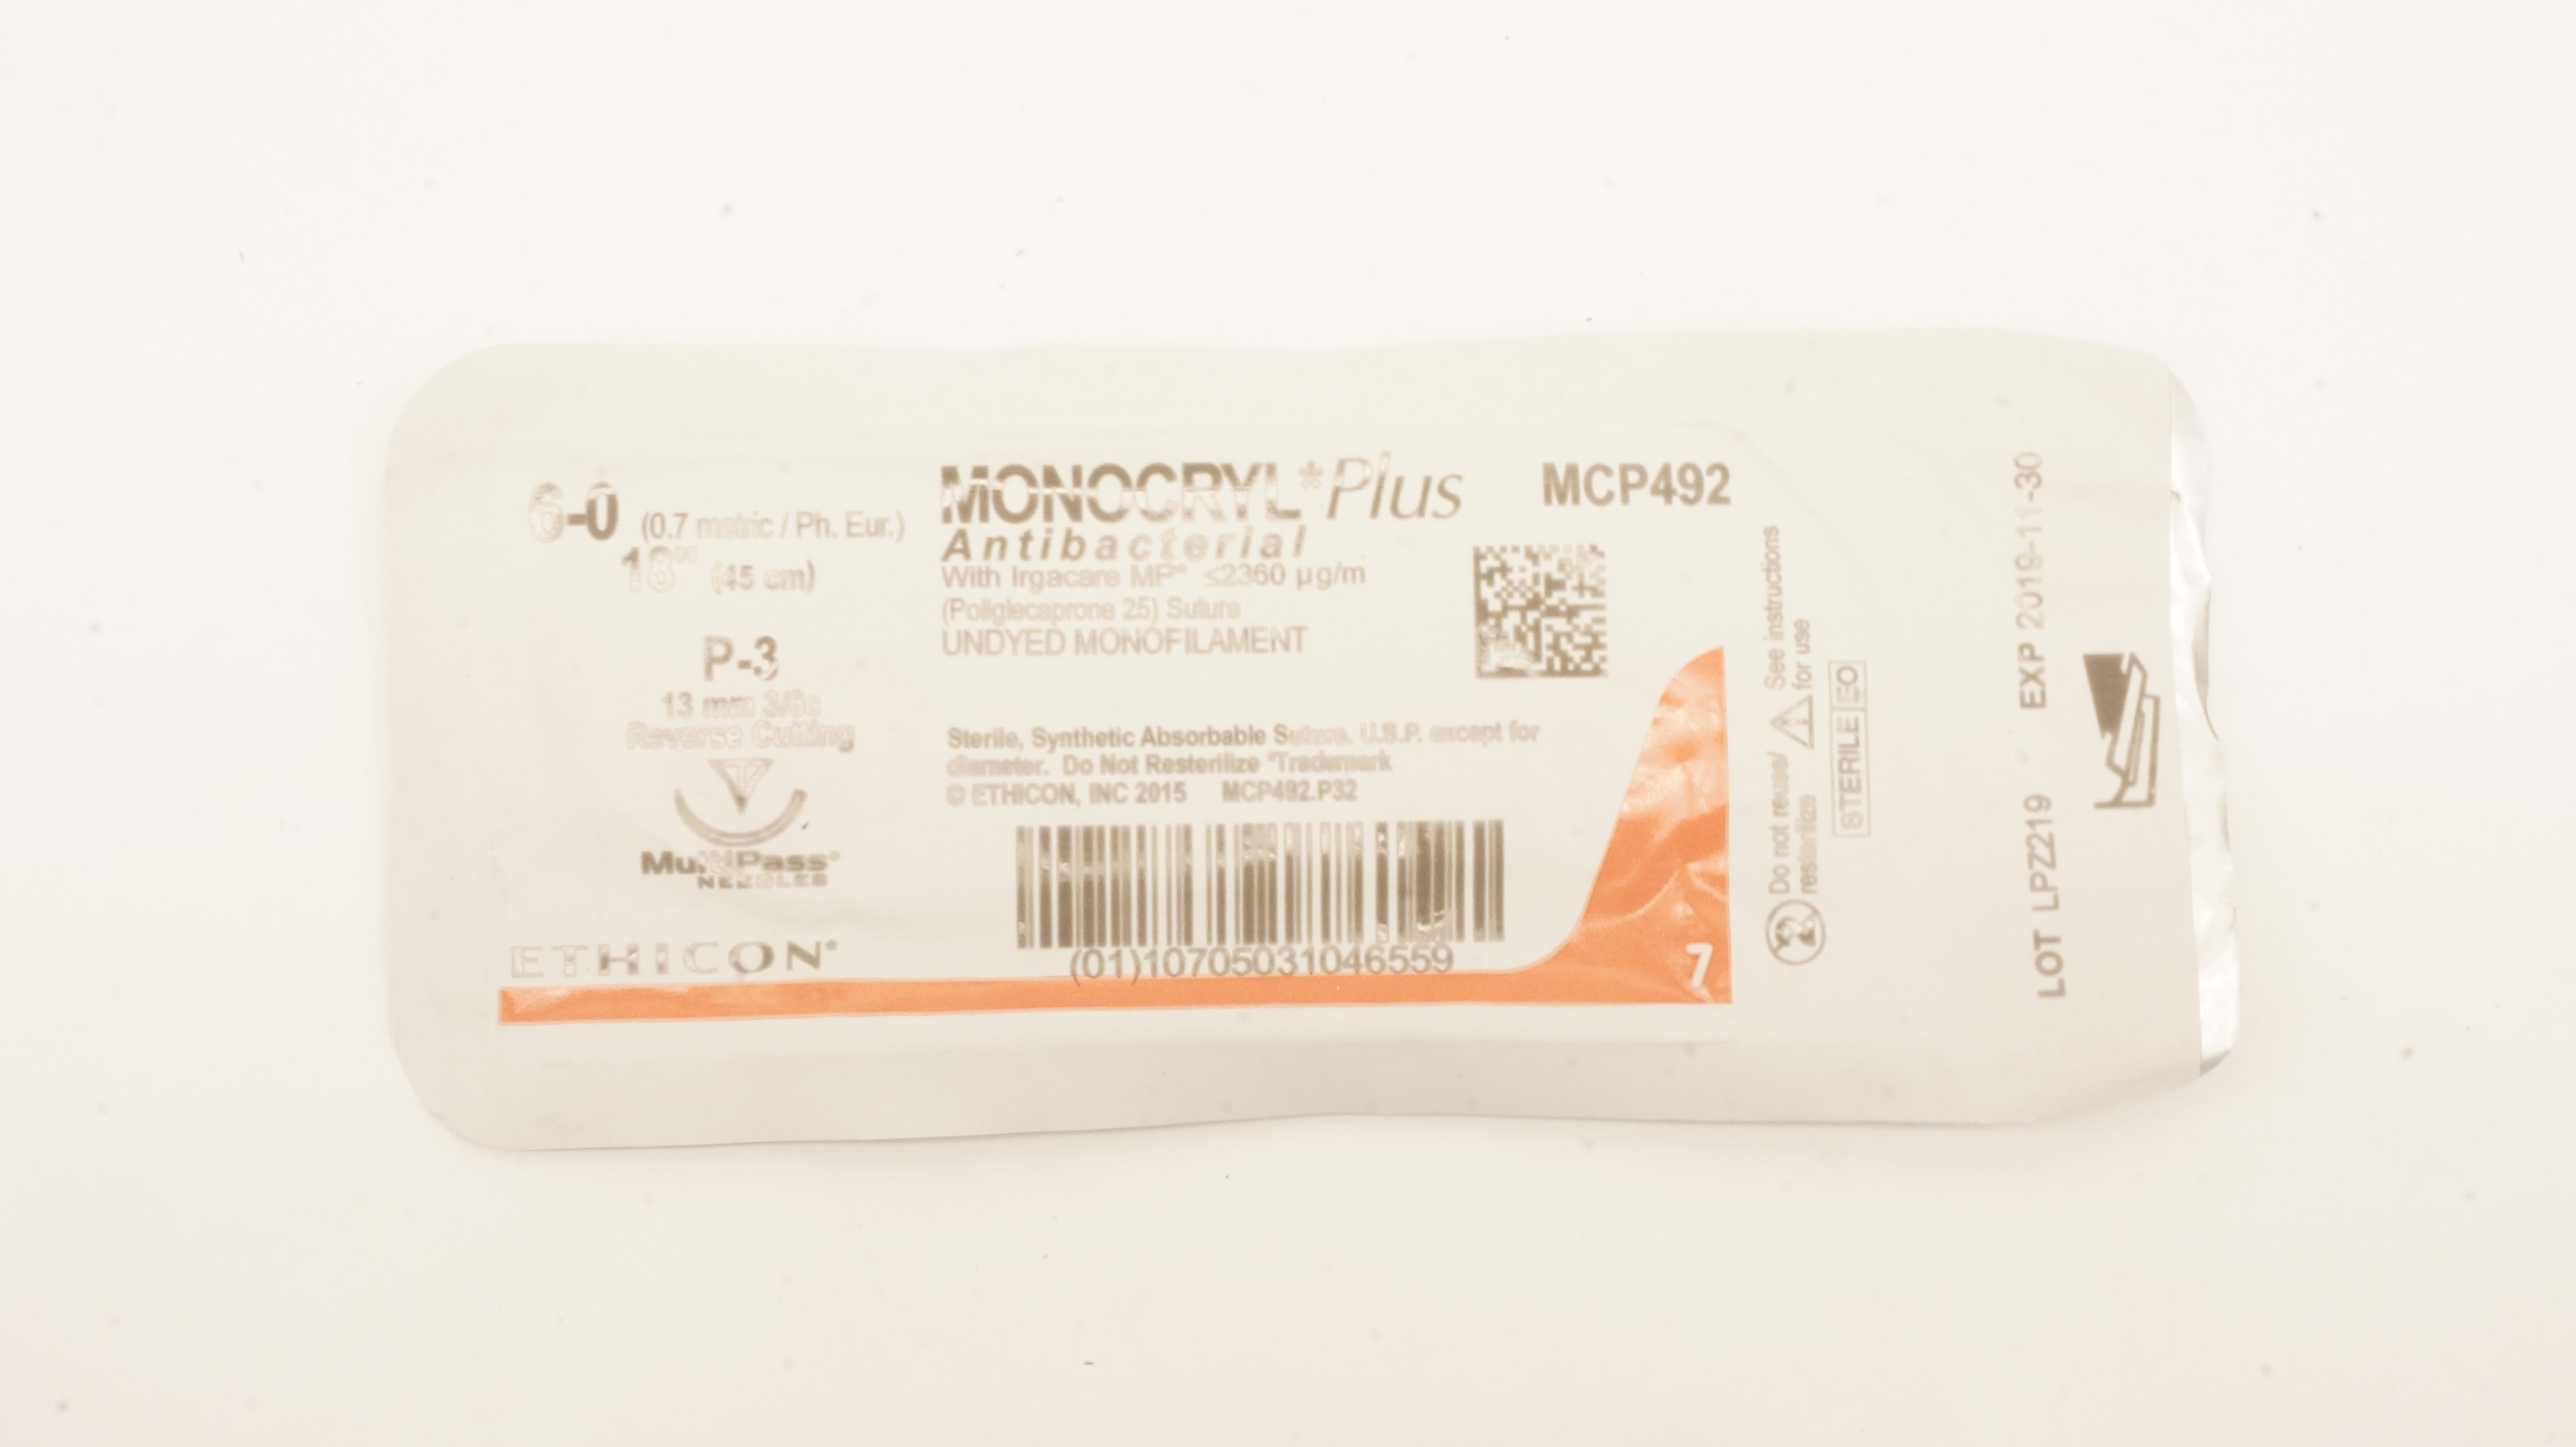 6-0 (0.7 metric / Ph. Eur.)
18" (45 cm)
P-3
13 mm 3/8c
Reverse Cutting
MultiPass®
NEEDLES
ETHICON*
MONOCRYL* Plus
Antibacterial
With Irgacare MP* ≤2360 µg/m
(Poliglecaprone 25) Suture
UNDYED MONOFILAMENT
MCP492
Sterile, Synthetic Absorbable Suture. U.S.P. except for
diameter. Do Not Resterilize *Trademark
© ETHICON, INC 2015 MCP492.P32
(01)10705031046559
7
2 Do not reuse/
resterilize
See instructions
for use
STERILE EO
LOT LPZ219 EXP 2019-11-30